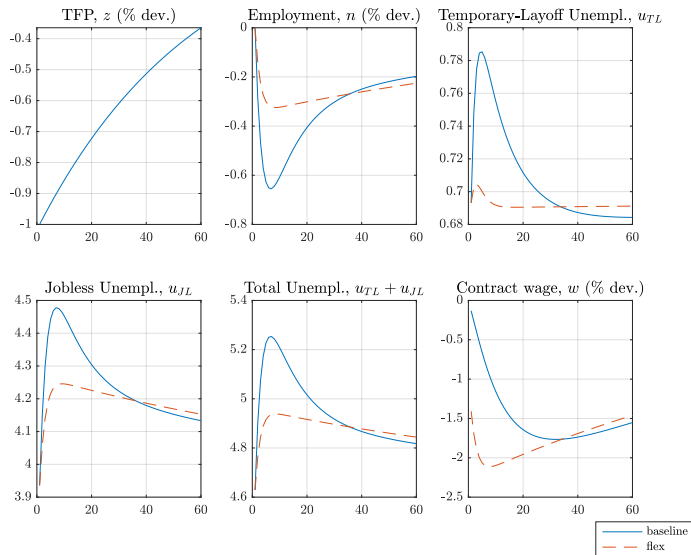 TFP, z (% dev.)
Employment, n (% dev.)
Temporary-Layoff Unempl., u_TL
-0.4
-0.5
-0.6
-0.7
-0.8
-0.9
-1
0 20 40 60
0
-0.2
-0.4
-0.6
-0.8
0 20 40 60
0.8
0.78
0.76
0.74
0.72
0.7
0.68
0 20 40 60
Jobless Unempl., u_JL
Total Unempl., u_TL + u_JL
Contract wage, w (% dev.)
4.5
4.4
4.3
4.2
4.1
4
3.9
0 20 40 60
5.4
5.2
5
4.8
4.6
0 20 40 60
0
-0.5
-1
-1.5
-2
-2.5
0 20 40 60
baseline
flex